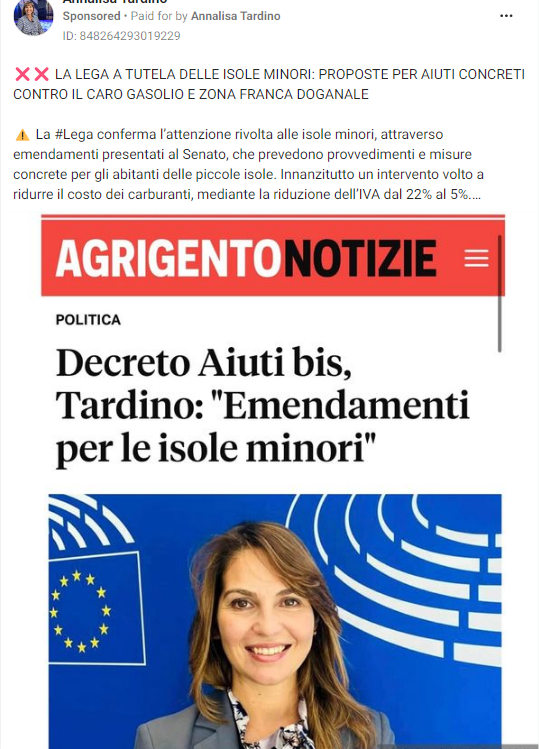 Annalisa Tardino
Sponsored • Paid for by Annalisa Tardino
ID: 848264293019229
❌❌ LA LEGA A TUTELA DELLE ISOLE MINORI: PROPOSTE PER AIUTI CONCRETI
CONTRO IL CARO GASOLIO E ZONA FRANCA DOGANALE
⚠️ La #Lega conferma l'attenzione rivolta alle isole minori, attraverso
emendamenti presentati al Senato, che prevedono provvedimenti e misure
concrete per gli abitanti delle piccole isole. Innanzitutto un intervento volto a
ridurre il costo dei carburanti, mediante la riduzione dell'IVA dal 22% al 5%....
AGRIGENTONOTIZIE
POLITICA
Decreto Aiuti bis,
Tardino: "Emendamenti
per le isole minori"